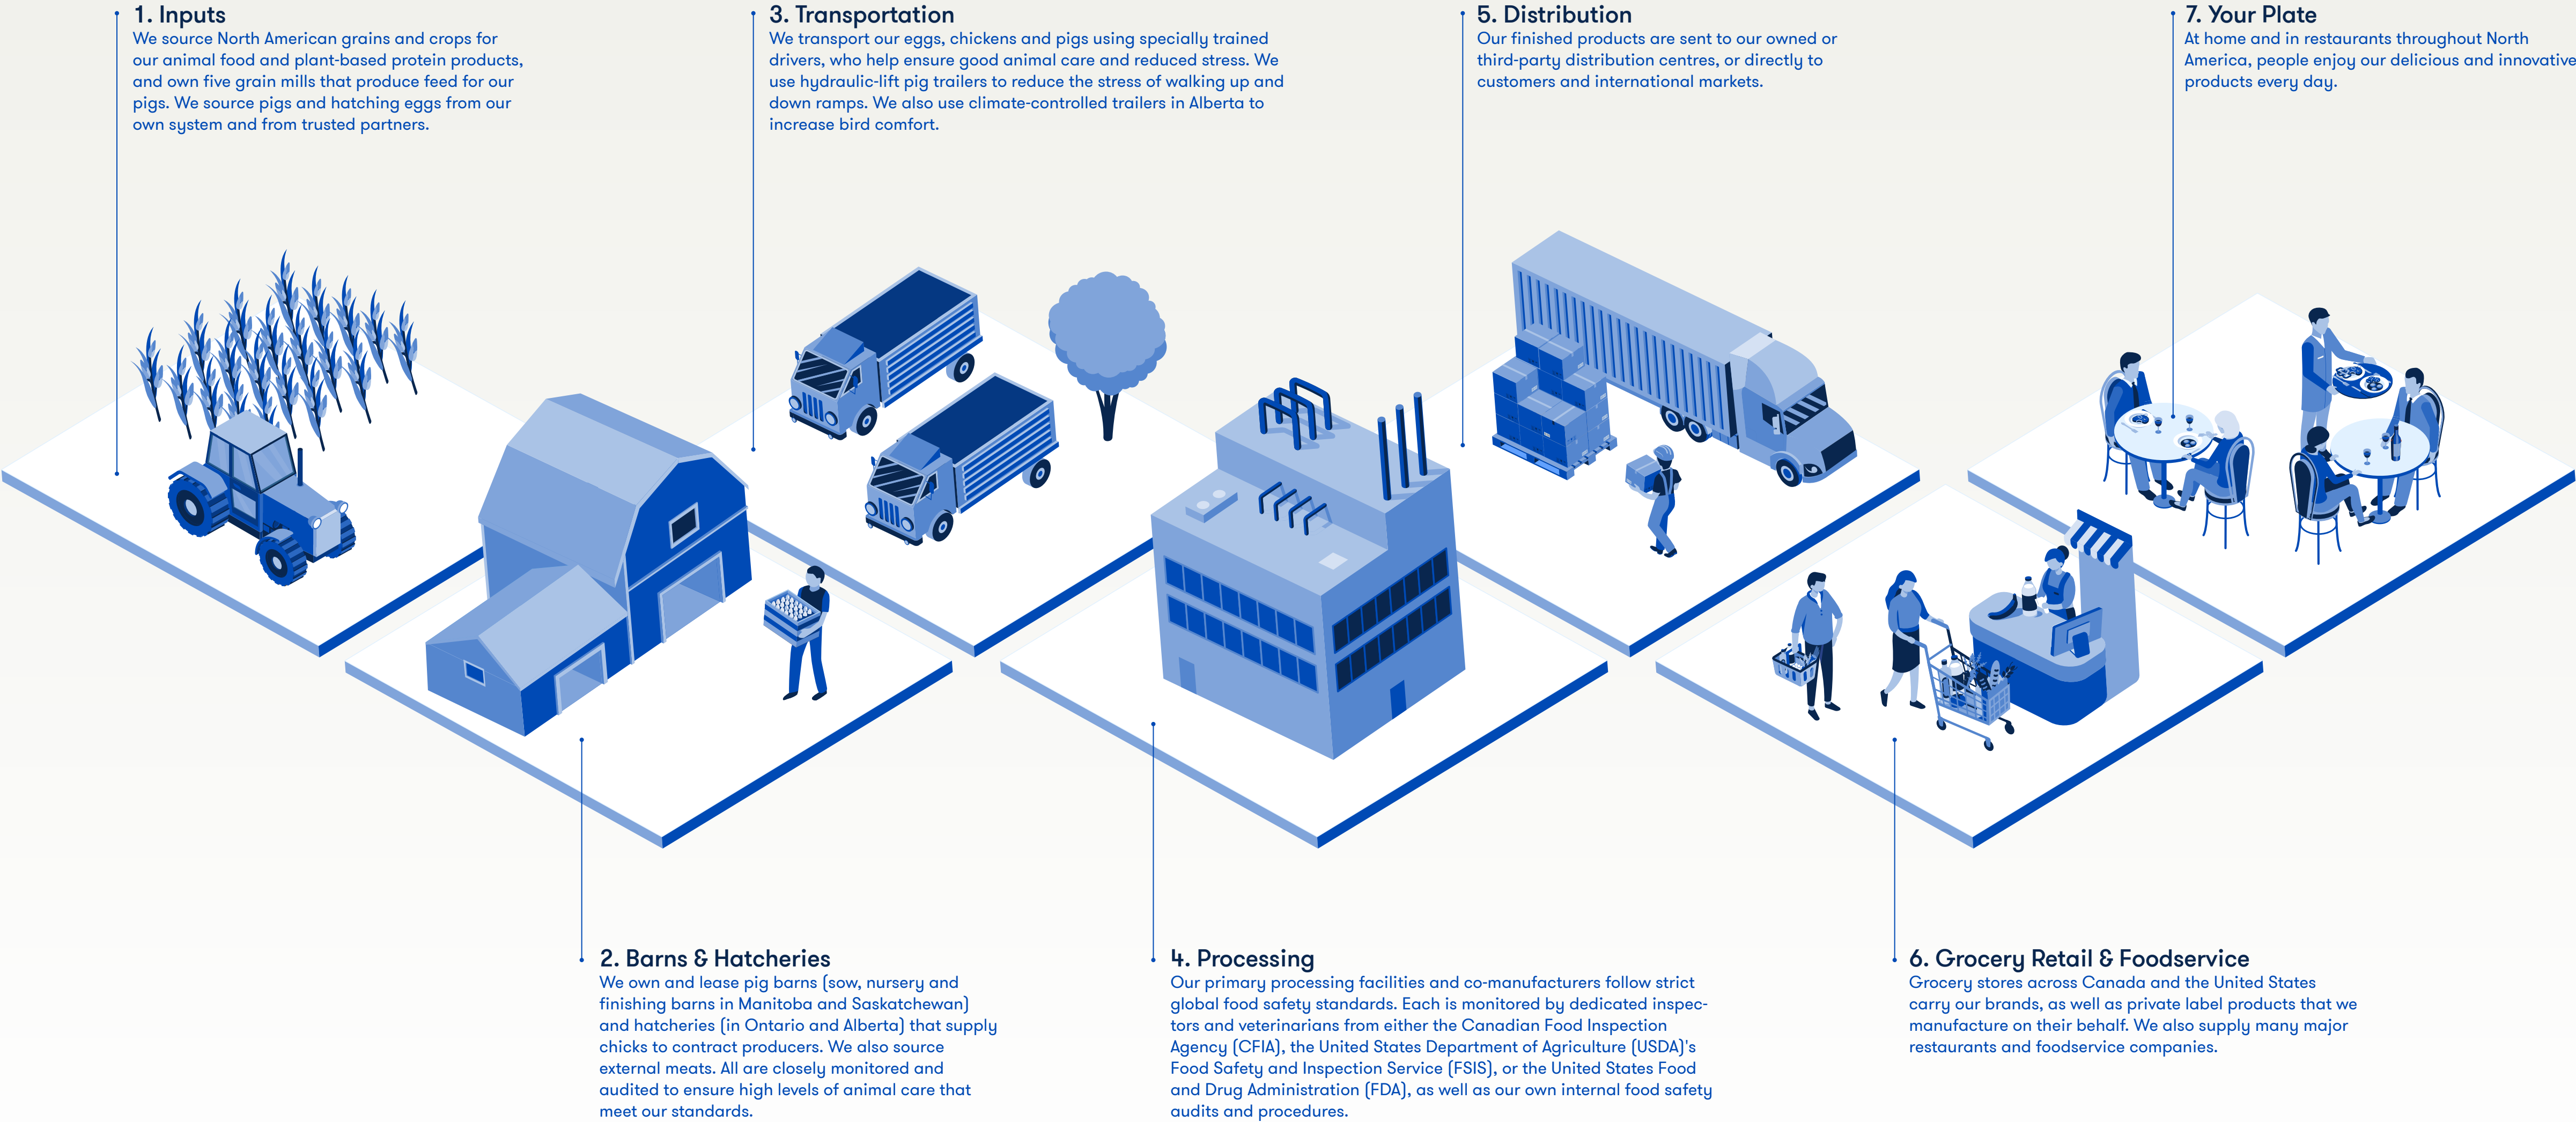 1. Inputs
We source North American grains and crops for
our animal food and plant-based protein products,
and own five grain mills that produce feed for our
pigs. We source pigs and hatching eggs from our
own system and from trusted partners.
3. Transportation
We transport our eggs, chickens and pigs using specially trained
drivers, who help ensure good animal care and reduced stress. We
use hydraulic-lift pig trailers to reduce the stress of walking up and
down ramps. We also use climate-controlled trailers in Alberta to
increase bird comfort.
5. Distribution
Our finished products are sent to our owned or
third-party distribution centres, or directly to
customers and international markets.
7. Your Plate
At home and in restaurants throughout North
America, people enjoy our delicious and innovative
products every day.
2. Barns & Hatcheries
We own and lease pig barns (sow, nursery and
finishing barns in Manitoba and Saskatchewan)
and hatcheries (in Ontario and Alberta) that supply
chicks to contract producers. We also source
external meats. All are closely monitored and
audited to ensure high levels of animal care that
meet our standards.
4. Processing
Our primary processing facilities and co-manufacturers follow strict
global food safety standards. Each is monitored by dedicated inspec-
tors and veterinarians from either the Canadian Food Inspection
Agency (CFIA), the United States Department of Agriculture (USDA)'s
Food Safety and Inspection Service (FSIS), or the United States Food
and Drug Administration (FDA), as well as our own internal food safety
audits and procedures.
6. Grocery Retail & Foodservice
Grocery stores across Canada and the United States
carry our brands, as well as private label products that we
manufacture on their behalf. We also supply many major
restaurants and foodservice companies.